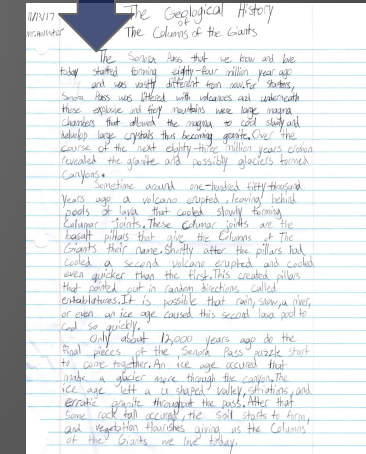 11/13/17
The Geological History
of
The Columns of the Giants
The Sonora Pass that we know and love
today started forming eighty-four million year ago
and was vastly different from now. For starters,
Sonora Pass was littered with volcanoes and underneath
these explosive and firey mountains were large magma
chambers that allowed the magma to cool slowly and
develop large crystals thus becoming granite. Over the
course of the next eighty-three million years erosion
revealed the granite and possibly glaciers formed
Canyons.
Sometime around one-hundred fifty thousand
years ago a volcano erupted, leaving behind
pools of lava that cooled slowly forming
Columar joints. These columar joints are the
basalt pillars that give the Columns of The
Giants their name. Shortly after the pillars had
cooled a second volcano erupted and cooled
even quicker than the first. This created pillars
that pointed out in random directions called
entablatures. It is possible that rain, snow, a river,
or even an ice age caused this second lava pool to
cool so quickly.
Only about 12,000 years ago do the
final pieces of the Sonora Pass puzzle start
to come together. An ice age occured that
made a glacier move through the canyon. The
ice age left a u shaped valley, striations, and
erratic granite throughout the pass. After that
some rock fall occured, the soil starts to form,
and vegetation flourishes giving us the Columns
of the Giants we love today.